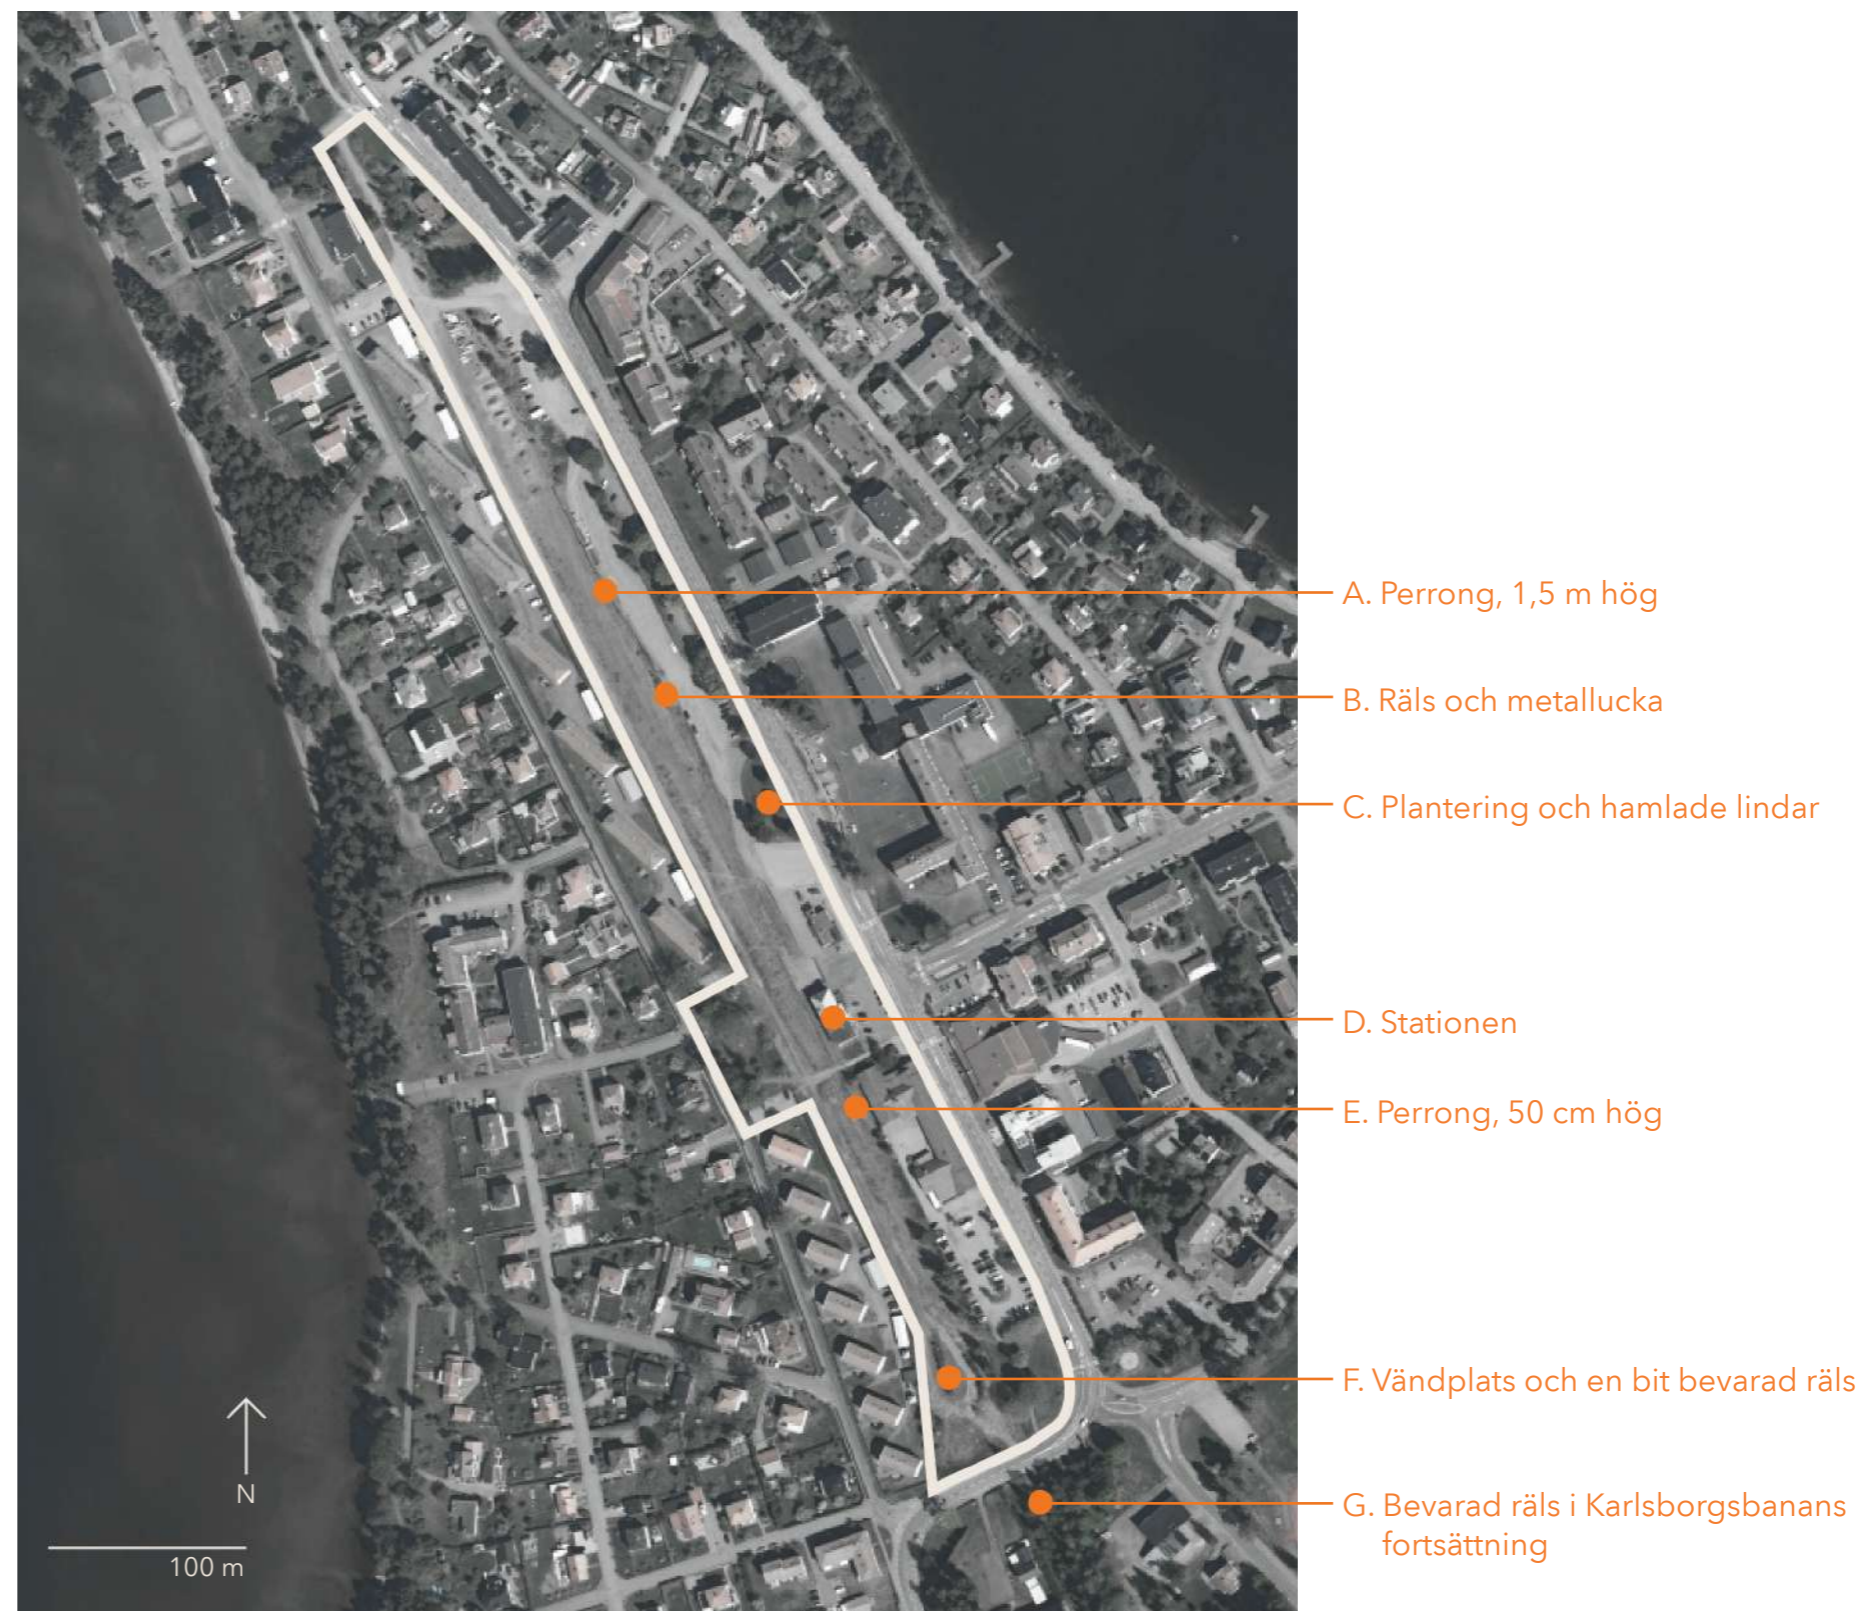 A. Perrong, 1,5 m hög
B. Räls och metallucka
C. Plantering och hamlade lindar
D. Stationen
E. Perrong, 50 cm hög
F. Vändplats och en bit bevarad räls
G. Bevarad räls i Karlsborgsbanans
fortsättning
N
100 m